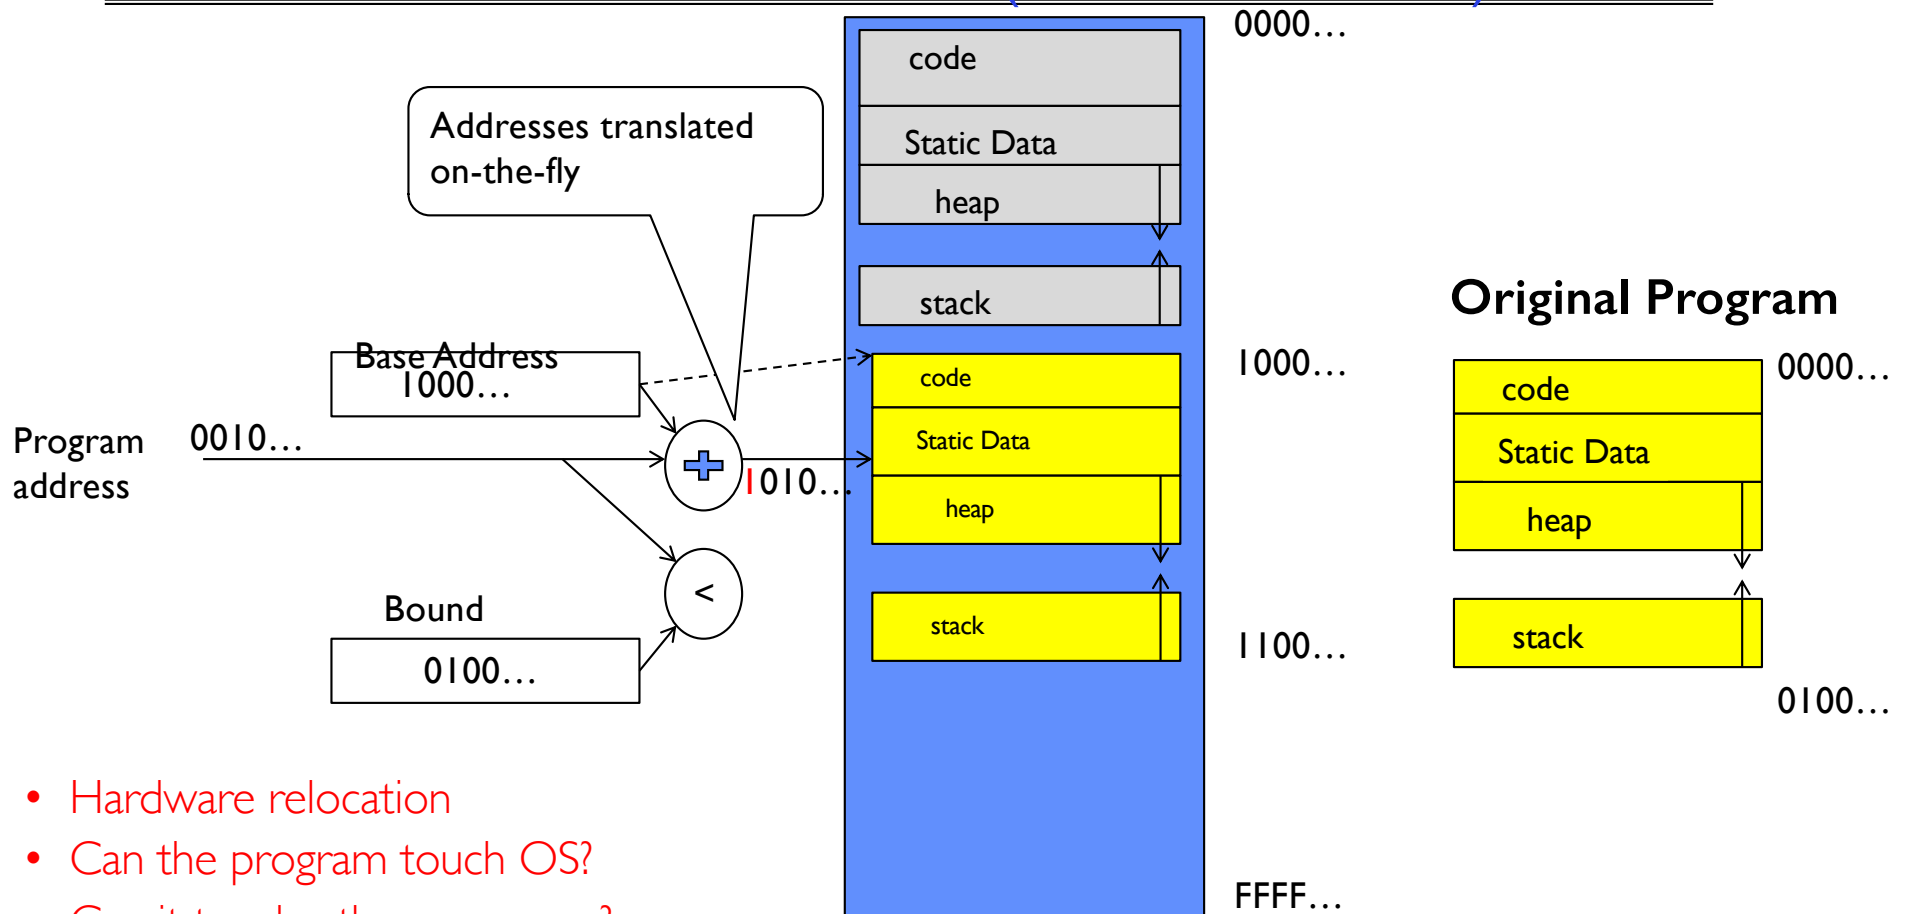 0000…
code
Addresses translated
on-the-fly
Static Data
heap
stack
Original Program
Base Address
1000…
code
1000…
code
0000…
Program
address
0010…
Static Data
1010…
Static Data
heap
heap
<
Bound
0100…
stack
1100…
stack
0100…
• Hardware relocation
• Can the program touch OS?
FFFF…